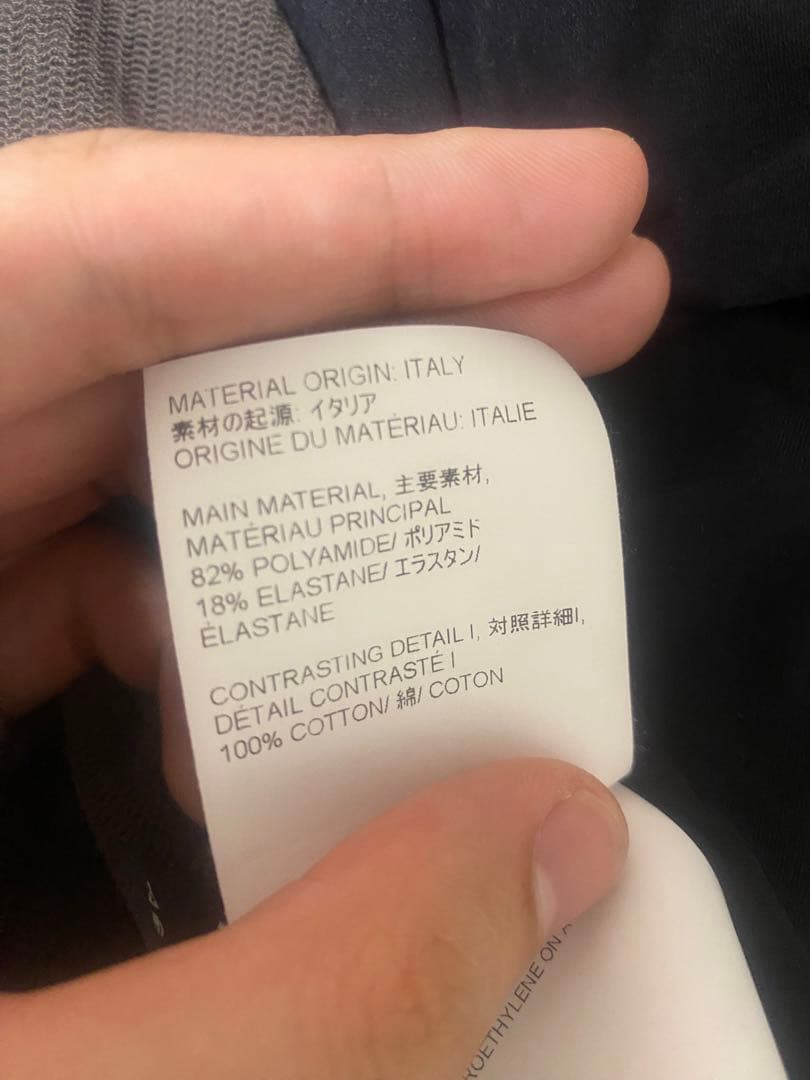 MATERIAL ORIGIN: ITALY
素材の起源: イタリア
ORIGINE DU MATÉRIAU: ITALIE
MAIN MATERIAL, 主要素材,
MATÉRIAU PRINCIPAL
82% POLYAMIDE/ ポリアミド
18% ELASTANE/ エラスタン/
ÉLASTANE
CONTRASTING DETAIL I, 対照詳細I,
DÉTAIL CONTRASTÉ I
100% COTTON/ 綿/ COTON
ROETHYLENE ON